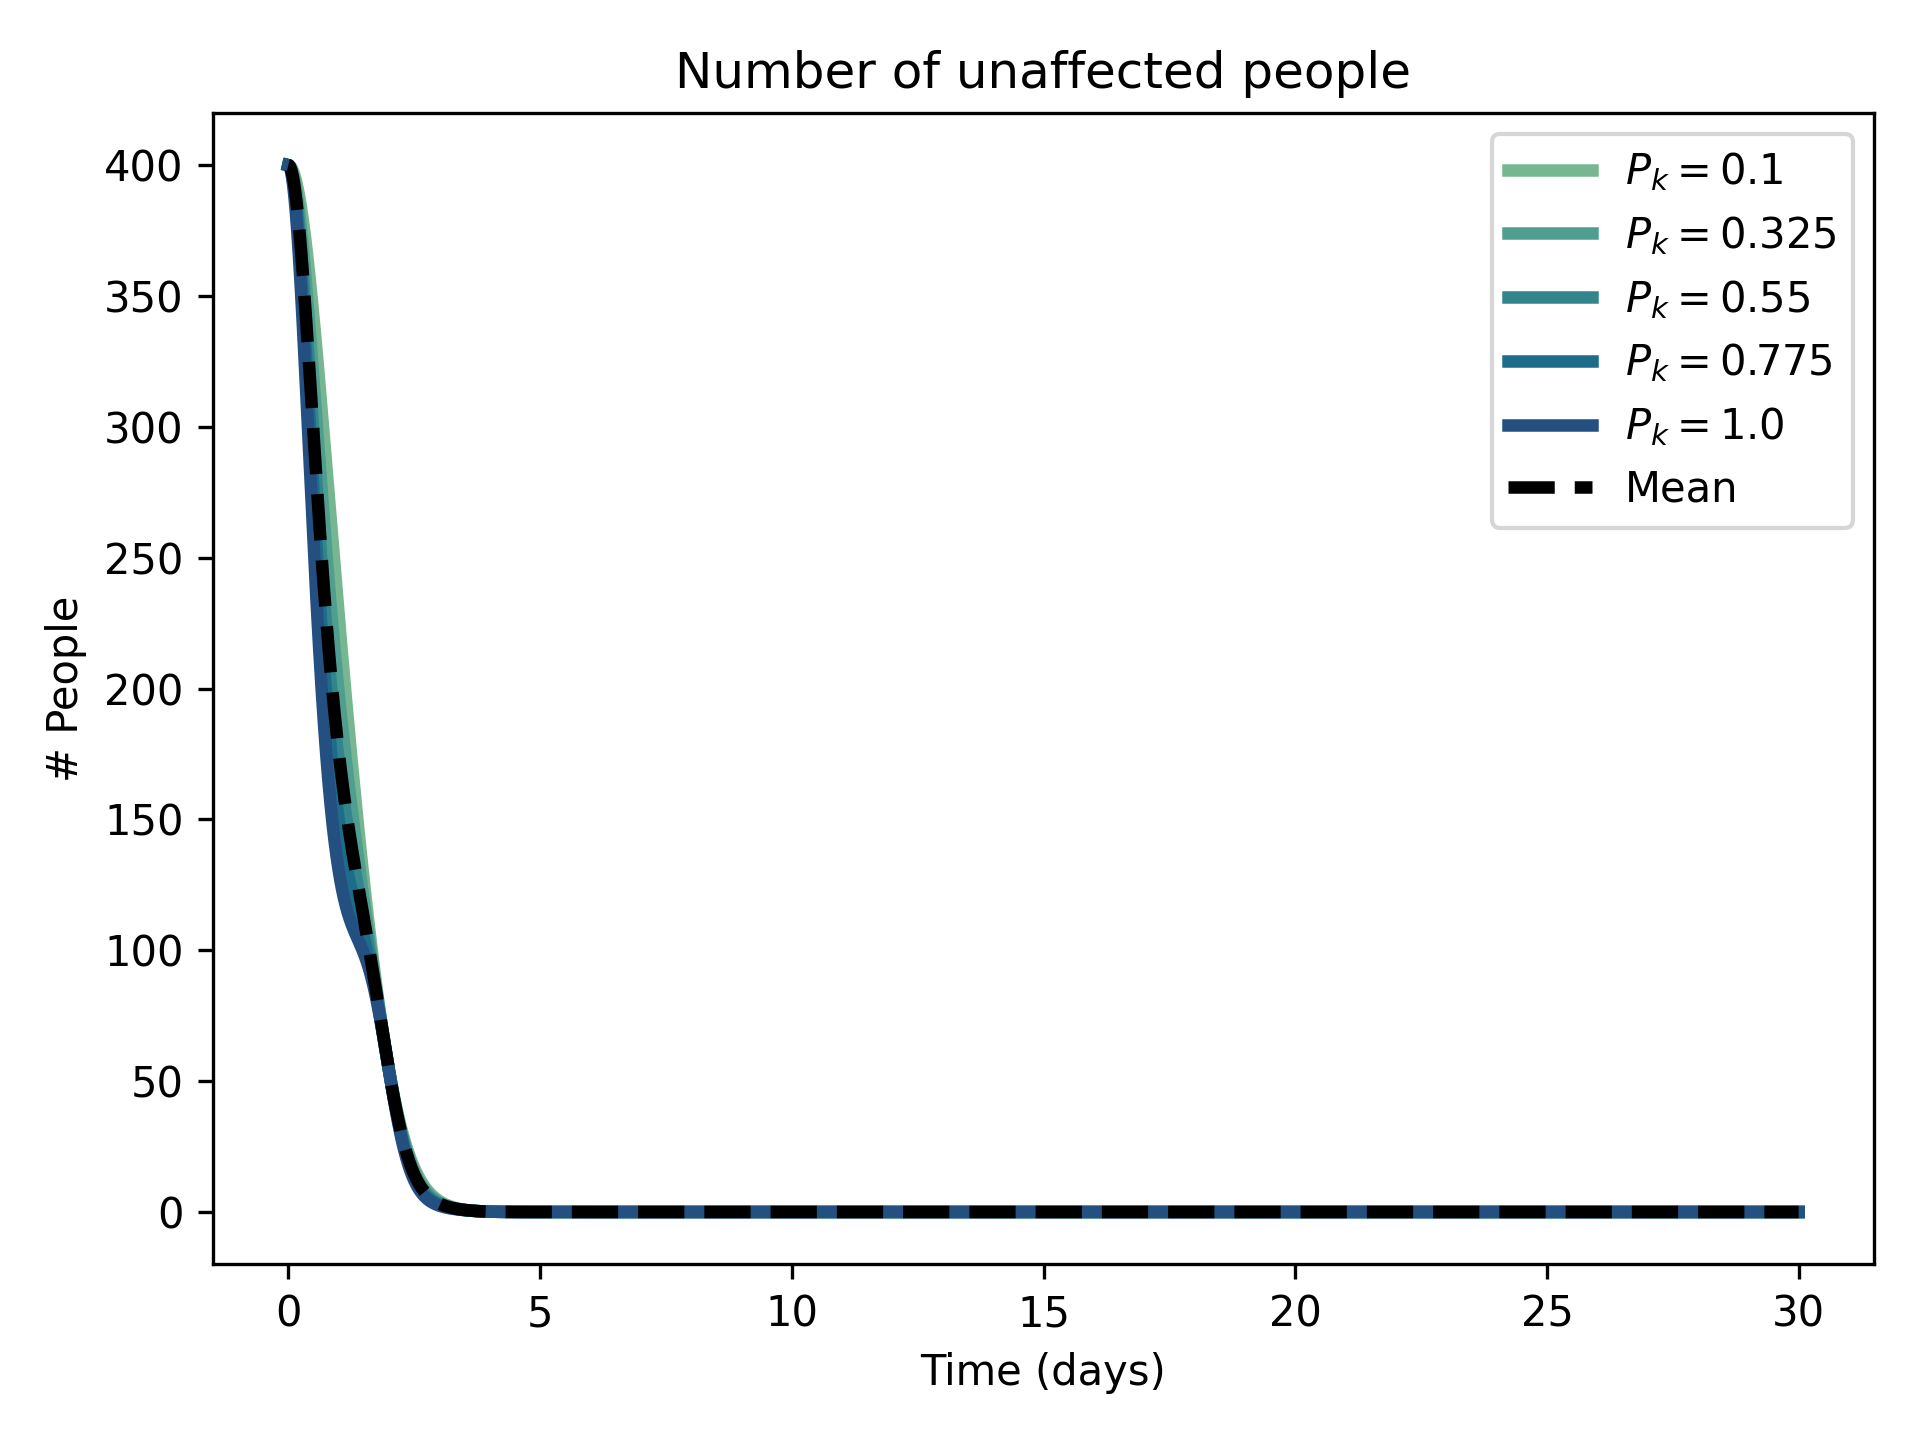 Number of unaffected people
# People
400
350
300
250
200
150
100
50
0
0 5 10 15 20 25 30
Time (days)
P_k = 0.1
P_k = 0.325
P_k = 0.55
P_k = 0.775
P_k = 1.0
Mean